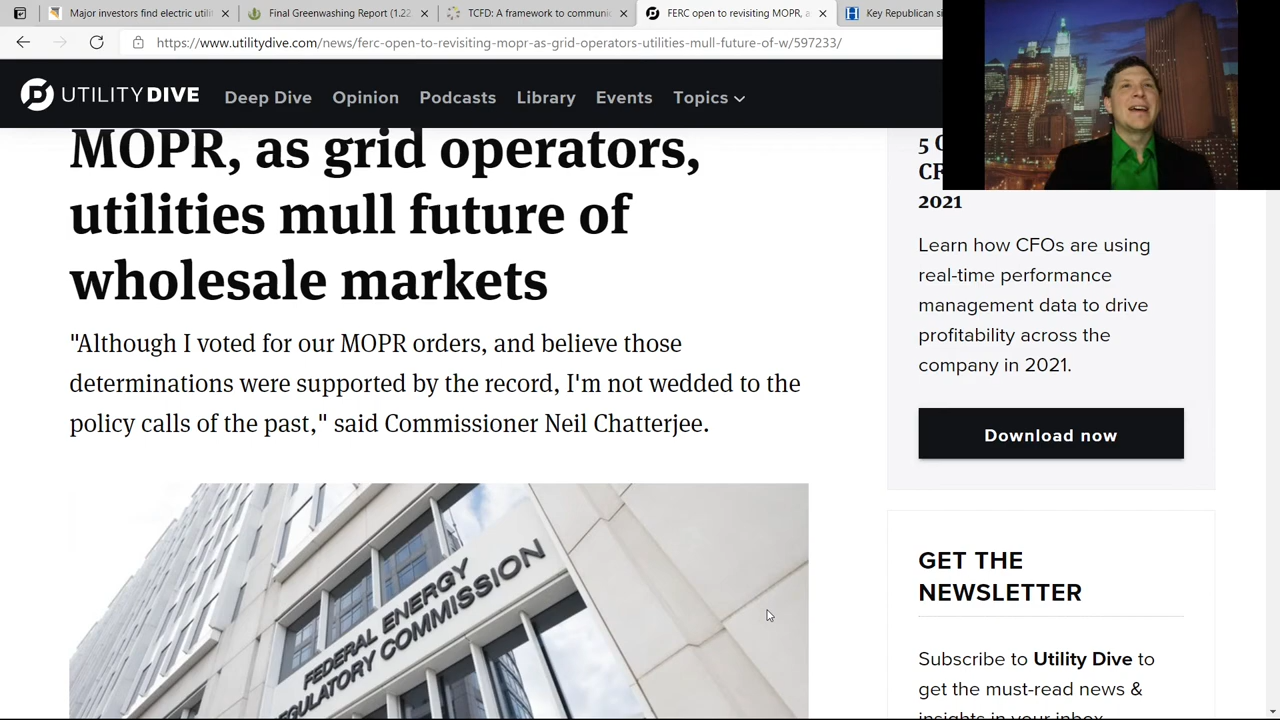 Major investors find electric utili
Final Greenwashing Report (1.22
TCFD: A framework to communi
FERC open to revisiting MOPR, a
Key Republican si
https://www.utilitydive.com/news/ferc-open-to-revisiting-mopr-as-grid-operators-utilities-mull-future-of-w/597233/
UTILITY DIVE
Deep Dive
Opinion
Podcasts
Library
Events
Topics
MOPR, as grid operators,
utilities mull future of
wholesale markets
"Although I voted for our MOPR orders, and believe those
determinations were supported by the record, I'm not wedded to the
policy calls of the past," said Commissioner Neil Chatterjee.
FEDERAL ENERGY
REGULATORY COMMISSION
5
2021
Learn how CFOs are using
real-time performance
management data to drive
profitability across the
company in 2021.
Download now
GET THE
NEWSLETTER
Subscribe to Utility Dive to
get the must-read news &
insights in your inbox